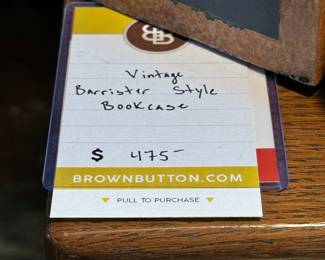 BB
Vintage
Barrister Style
Bookcase
$ 475-
BROWNBUTTON.COM
PULL TO PURCHASE